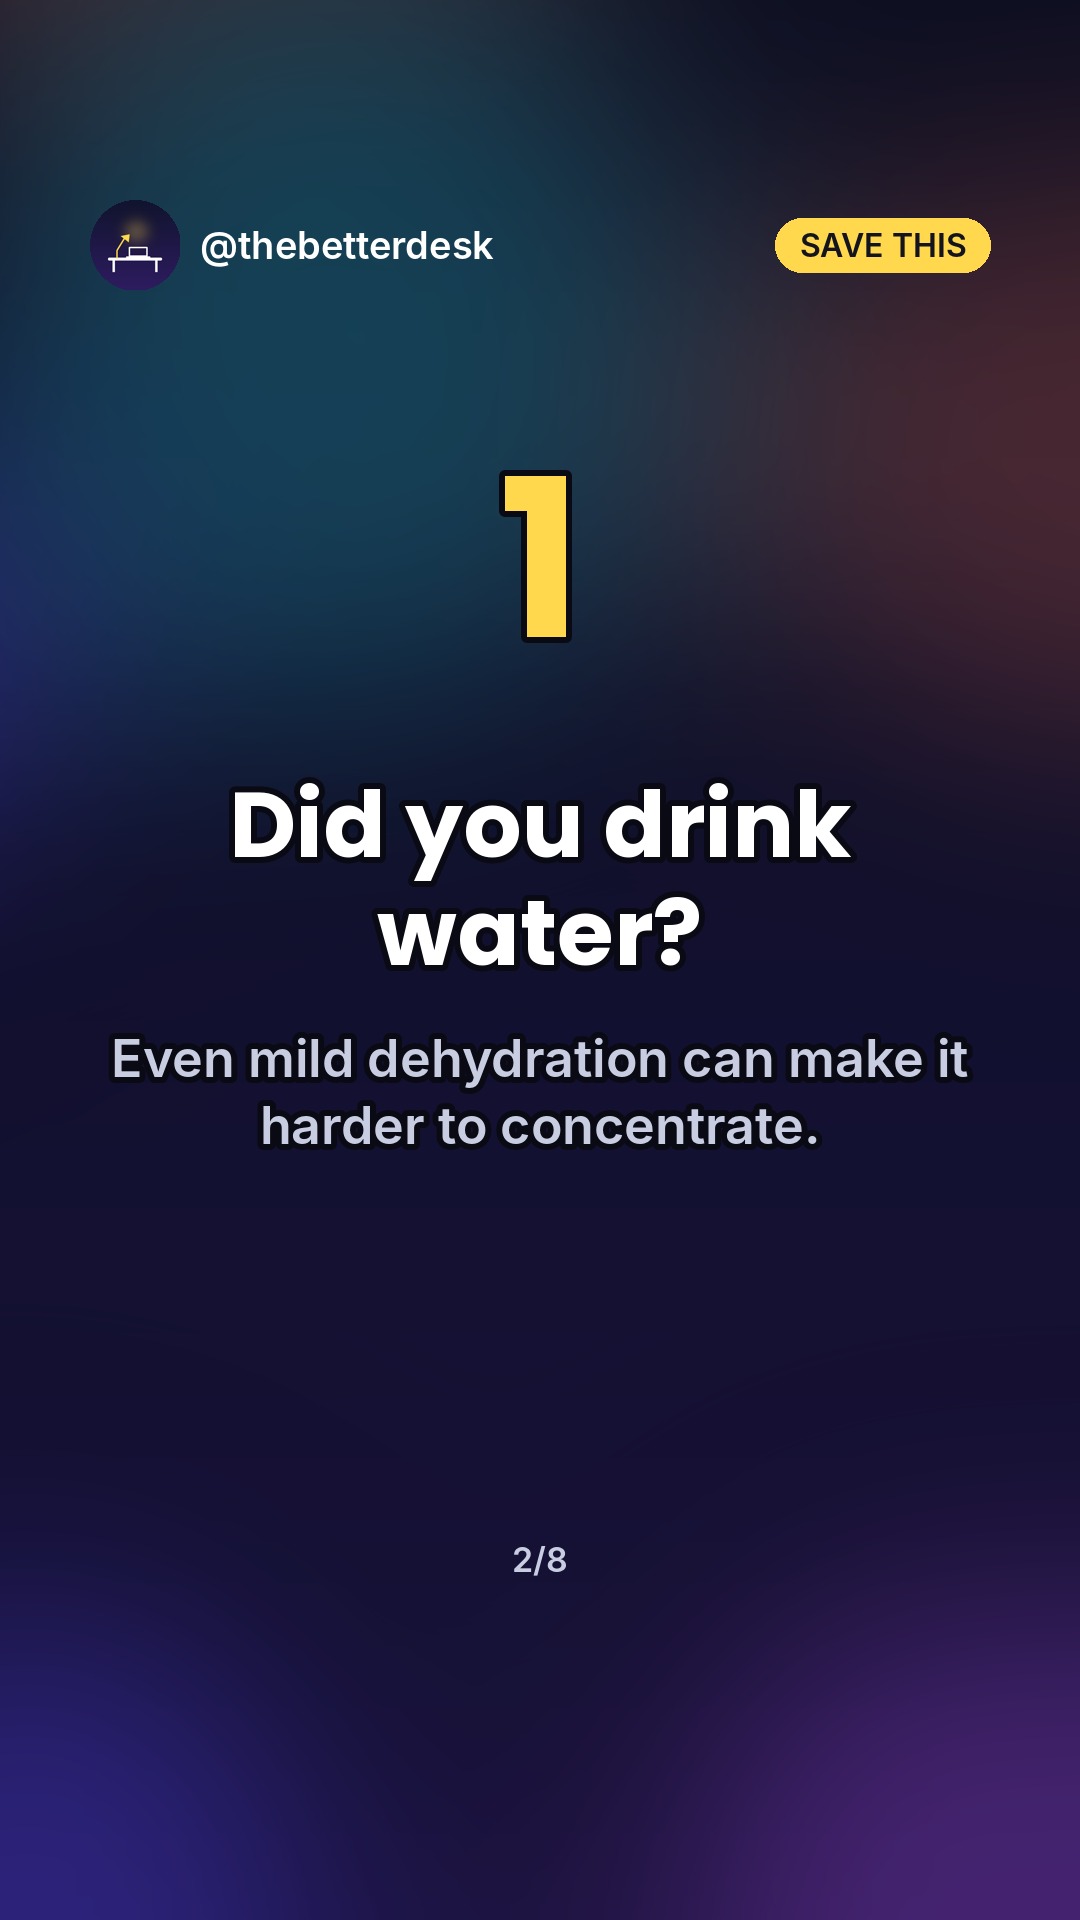 @thebetterdesk
SAVE THIS
1
Did you drink
water?
Even mild dehydration can make it
harder to concentrate.
2/8